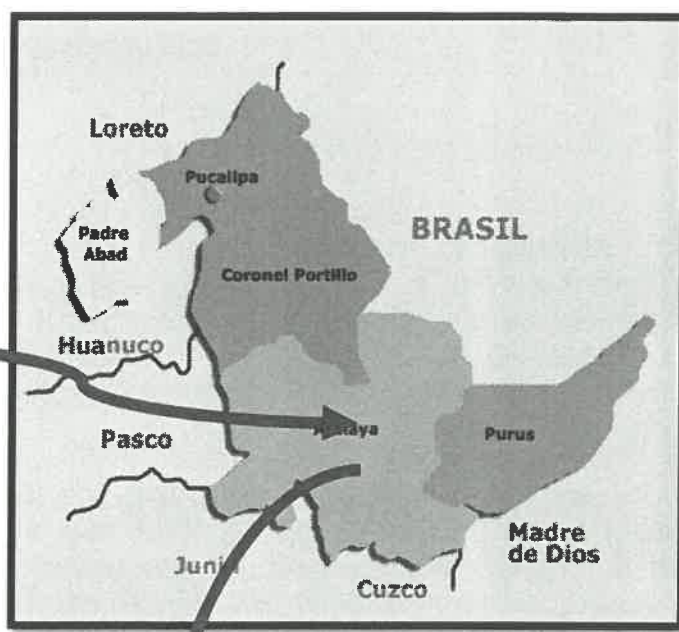 Loreto
Pucallpa
Padre
Abad
BRASIL
Coronel Portillo
Huanuco
Pasco
Purus
Madre
de Dios
Cuzco